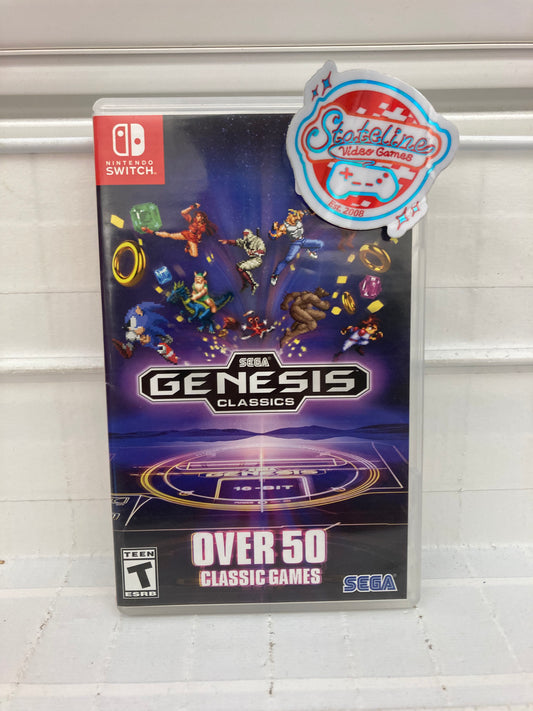 Stateline
Video Games
Est. 2008
NINTENDO
SWITCH
SEGA
GENESIS
CLASSICS
GENESIS
16-BIT
OVER 50
CLASSIC GAMES
TEEN
T
ESRB
SEGA